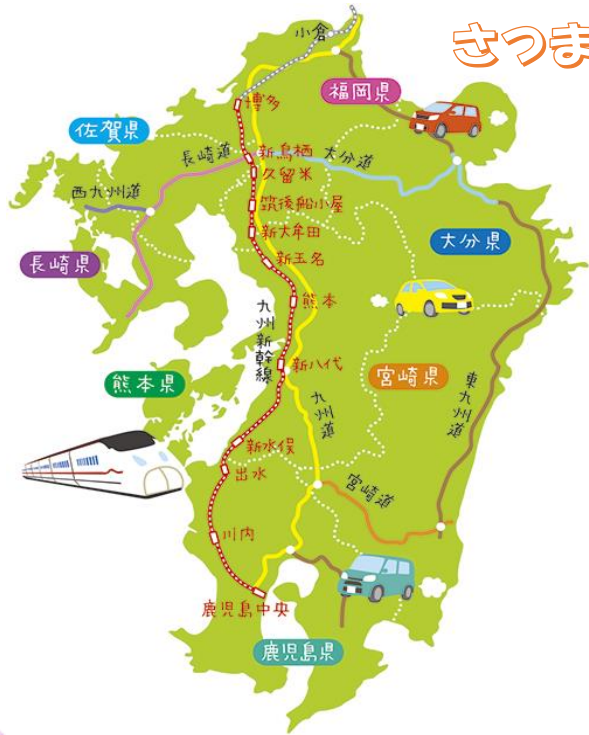 さつま
小倉
福岡県
博多
佐賀県
長崎道
新鳥栖
大分道
久留米
西九州道
筑後船小屋
新大牟田
大分県
長崎県
新玉名
熊本
九州新幹線
新八代
熊本県
宮崎県
東九州道
九州道
新水俣
出水
宮崎道
川内
鹿児島中央
鹿児島県